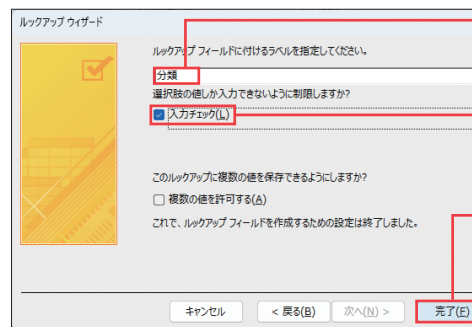 ルックアップ ウィザード
ルックアップ フィールドに付けるラベルを指定してください。
分類
選択肢の値しか入力できないように制限しますか?
入力チェック(L)
このルックアップに複数の値を保存できるようにしますか?
複数の値を許可する(A)
これで、ルックアップ フィールドを作成するための設定は終了しました。
キャンセル < 戻る(B) 次へ(N) > 完了(F)